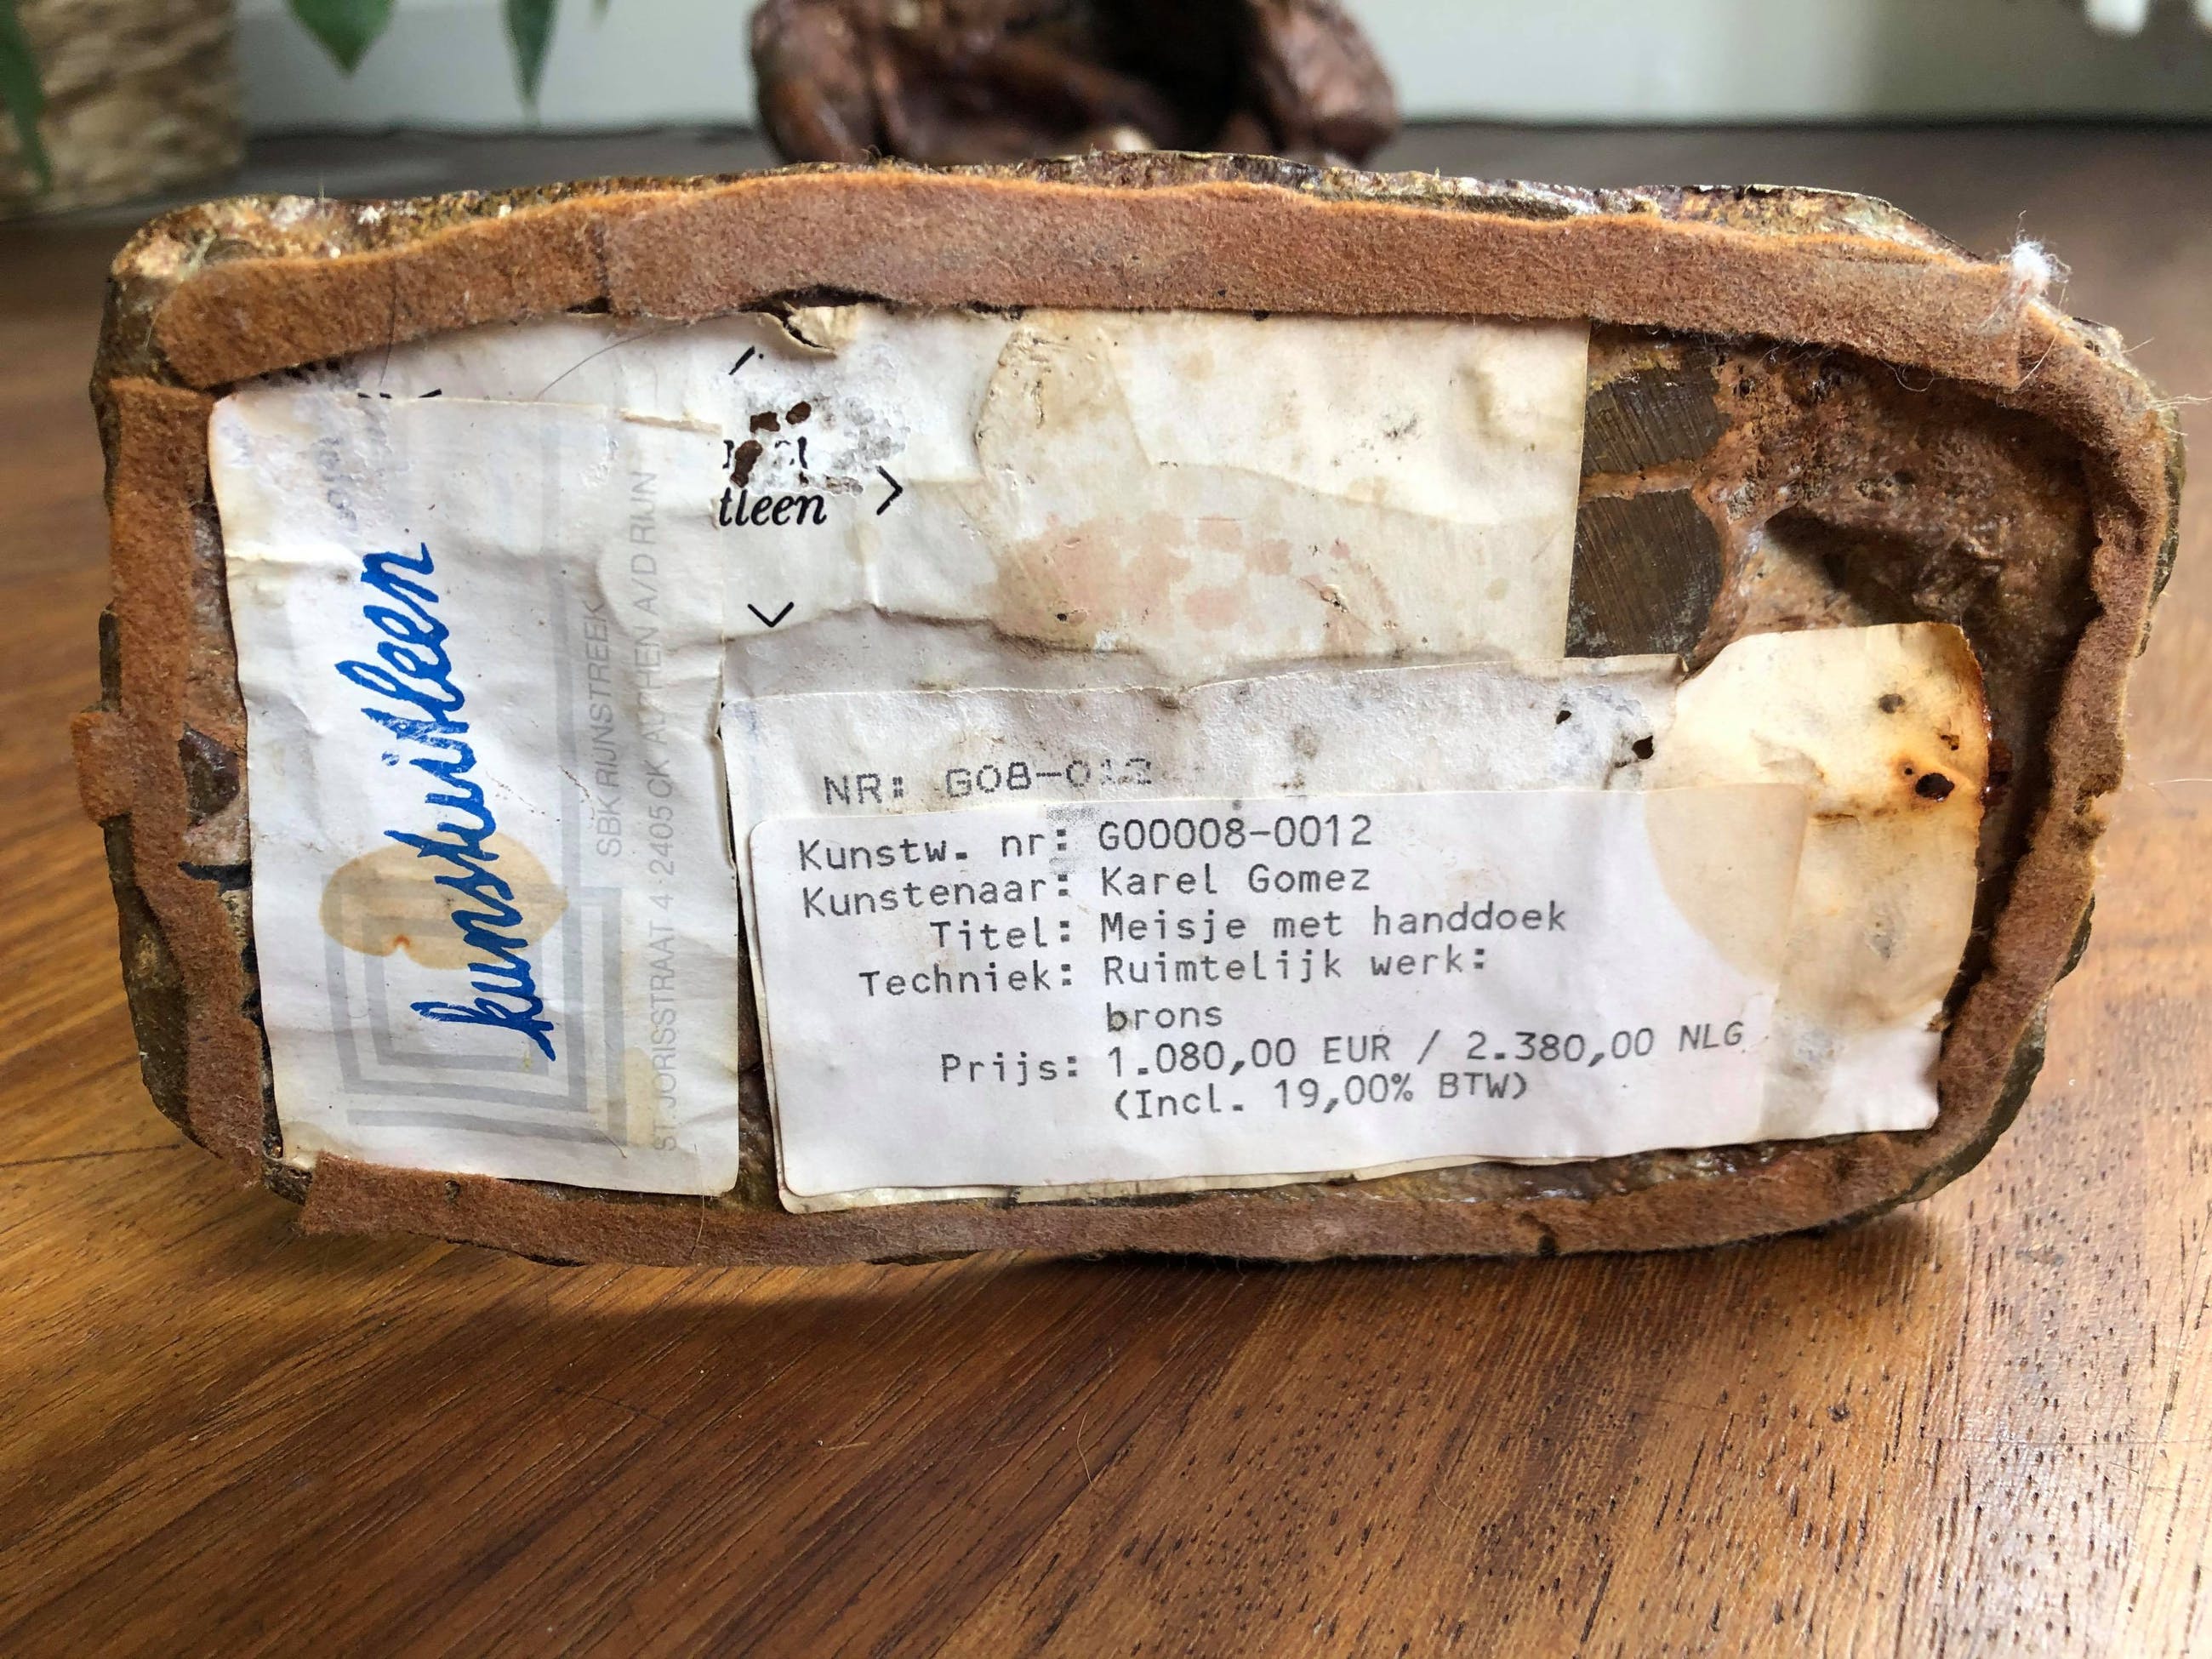 kunstuitleen
SBK RIJNSTREEK
ST. JORISSTRAAT 4 · 2405 CK ALPHEN A/D RIJN
tleen >
NR: G08-012
Kunstw. nr: G00008-0012
Kunstenaar: Karel Gomez
Titel: Meisje met handdoek
Techniek: Ruimtelijk werk:
brons
Prijs: 1.080,00 EUR / 2.380,00 NLG
(Incl. 19,00% BTW)